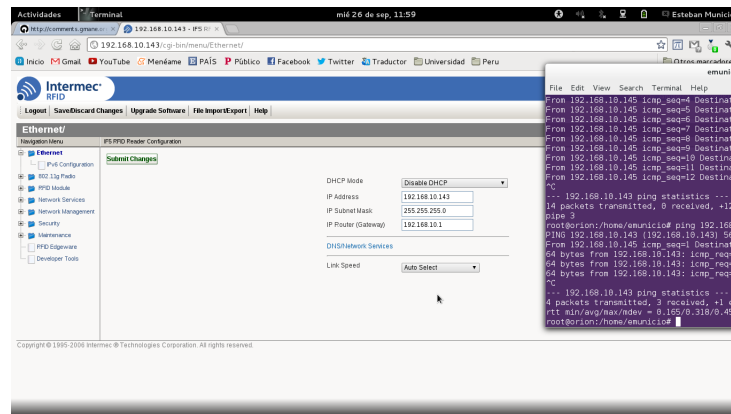 Actividades Terminal mié 26 de sep, 11:59 Esteban Munici
http://comments.gmane.
192.168.10.143 - IF5 RF
192.168.10.143/cgi-bin/menu/Ethernet/
Inicio Gmail YouTube Menéame EL PAÍS Público Facebook Twitter Traductor Universidad Peru Otros marcadore
Intermec
RFID
Logout Save/Discard Changes Upgrade Software File Import/Export Help
Ethernet/
Navigation Menu IF5 RFID Reader Configuration
Ethernet
IPv6 Configuration
802.11g Radio
RFID Module
Network Services
Network Management
Security
Maintenance
RFID Edgeware
Developer Tools
Submit Changes
DHCP Mode Disable DHCP
IP Address 192.168.10.143
IP Subnet Mask 255.255.255.0
IP Router (Gateway) 192.168.10.1
DNS/Network Services
Link Speed Auto Select
Copyright © 1995-2006 Intermec ® Technologies Corporation. All rights reserved.
emuni
File Edit View Search Terminal Help
From 192.168.10.145 icmp_seq=4 Destinat
From 192.168.10.145 icmp_seq=5 Destinat
From 192.168.10.145 icmp_seq=6 Destinat
From 192.168.10.145 icmp_seq=7 Destinat
From 192.168.10.145 icmp_seq=8 Destinat
From 192.168.10.145 icmp_seq=9 Destinat
From 192.168.10.145 icmp_seq=10 Destina
From 192.168.10.145 icmp_seq=11 Destina
From 192.168.10.145 icmp_seq=12 Destina
^C
--- 192.168.10.143 ping statistics ---
14 packets transmitted, 0 received, +12
pipe 3
root@orion:/home/emunicio# ping 192.168
PING 192.168.10.143 (192.168.10.143) 56
From 192.168.10.145 icmp_seq=1 Destinat
64 bytes from 192.168.10.143: icmp_req=
64 bytes from 192.168.10.143: icmp_req=
64 bytes from 192.168.10.143: icmp_req=
^C
--- 192.168.10.143 ping statistics ---
4 packets transmitted, 3 received, +1 e
rtt min/avg/max/mdev = 0.165/0.318/0.45
root@orion:/home/emunicio#